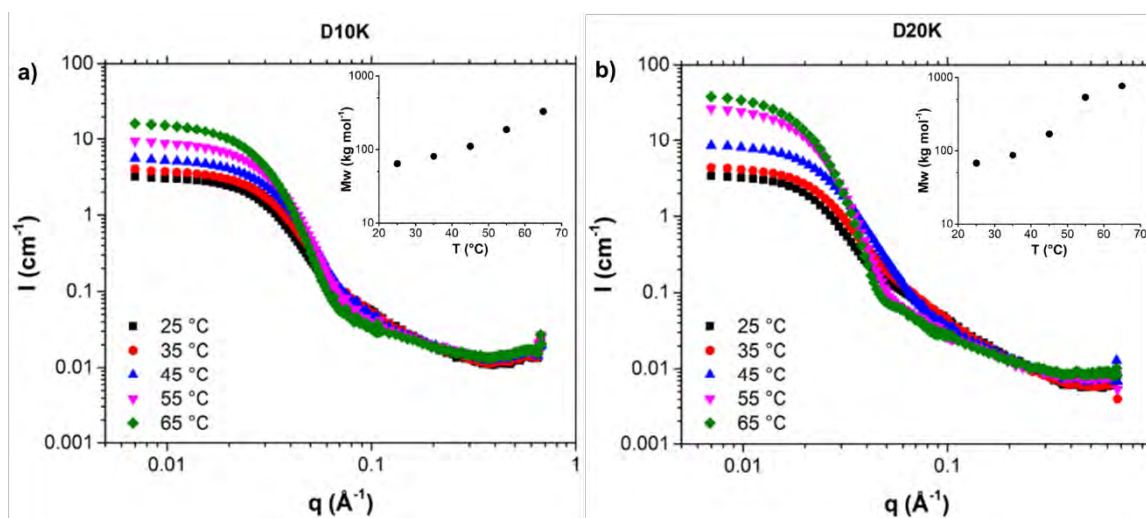 D10K
a)
I (cm⁻¹)
100
10
1
0.1
0.01
0.001
25 °C
35 °C
45 °C
55 °C
65 °C
0.01
0.1
1
q (Å⁻¹)
Mw (kg mol⁻¹)
1000
100
10
20 30 40 50 60 70
T (°C)
D20K
b)
I (cm⁻¹)
100
10
1
0.1
0.01
0.001
25 °C
35 °C
45 °C
55 °C
65 °C
0.01
0.1
q (Å⁻¹)
Mw (kg mol⁻¹)
1000
100
10
20 30 40 50 60 70
T (°C)